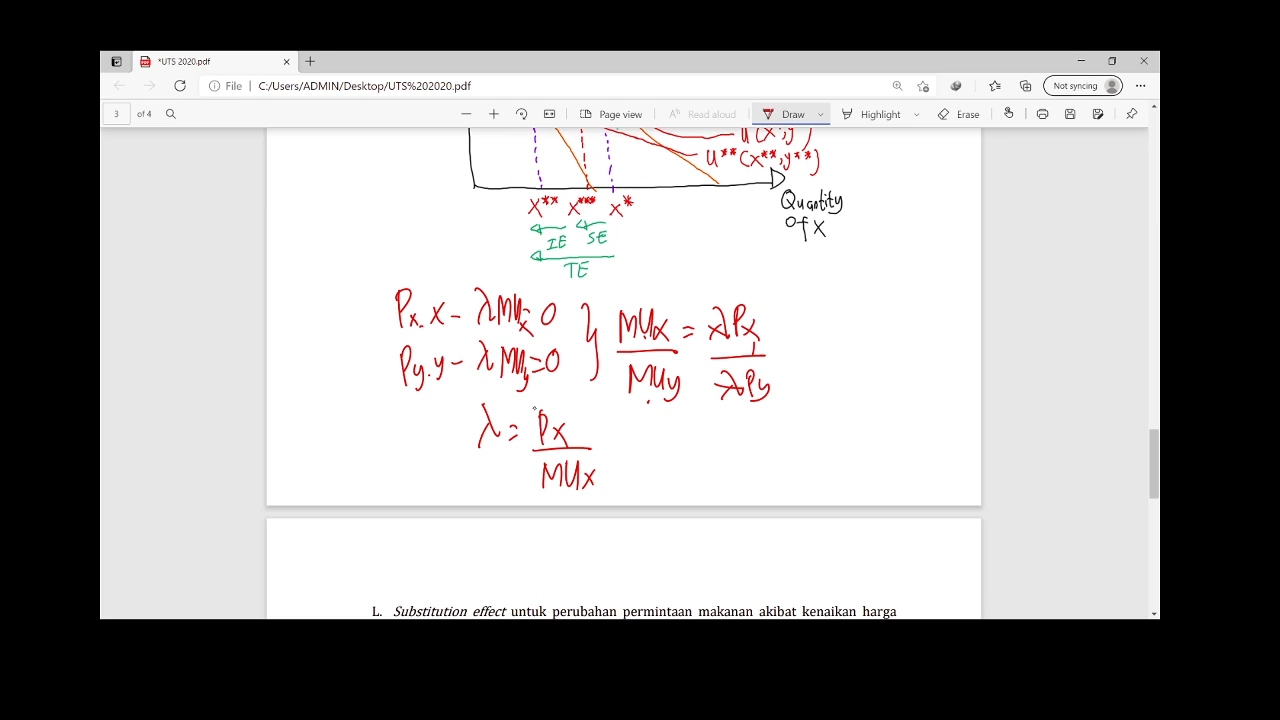 *UTS 2020.pdf
File C:/Users/ADMIN/Desktop/UTS%202020.pdf Not syncing
3 of 4 Page view Read aloud Draw Highlight Erase
U**(x**,y**)
Quantity
Of x
X** x*** x*
IE SE
TE
Px.x - λMUx = 0
Py.y - λMUy = 0
MUx = λPx
MUy λPy
λ = Px
MUx
L. Substitution effect untuk perubahan permintaan makanan akibat kenaikan harga